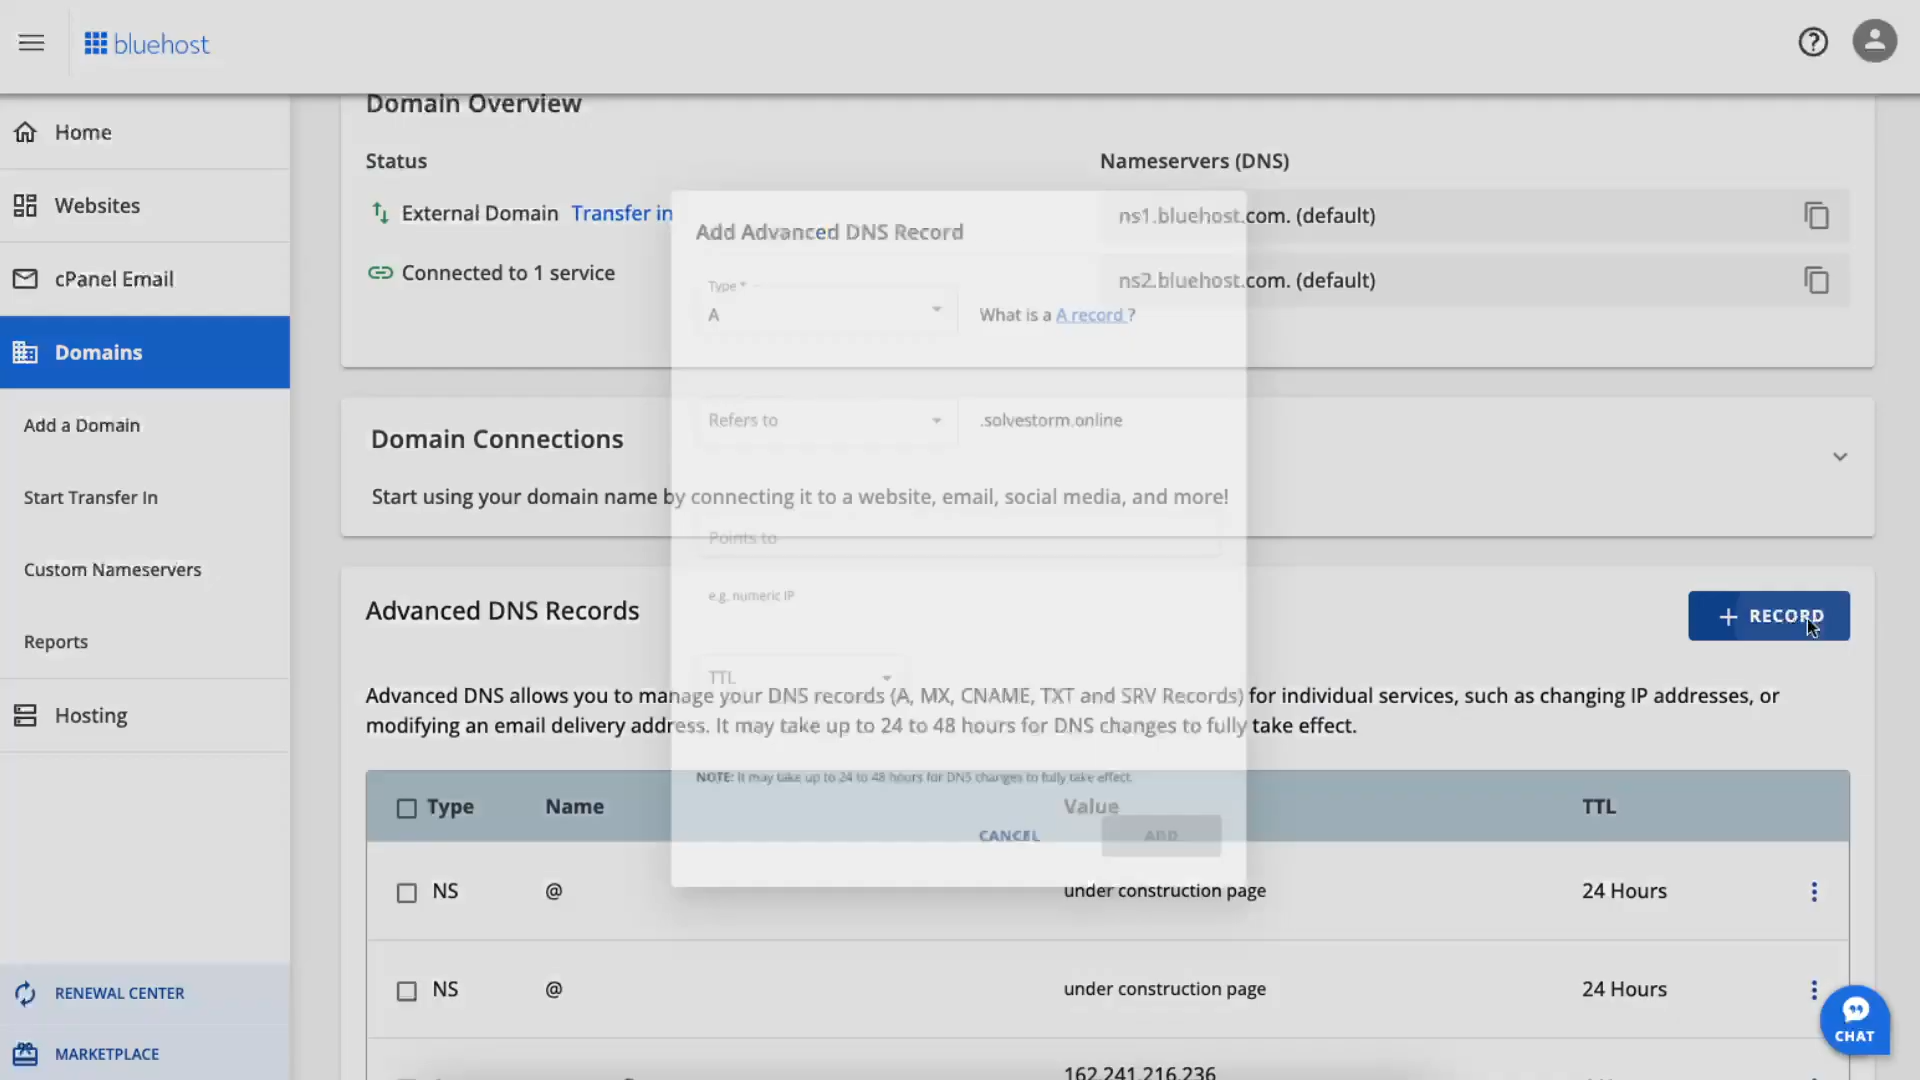 bluehost
Home
Websites
cPanel Email
Domains
Add a Domain
Start Transfer In
Custom Nameservers
Reports
Hosting
RENEWAL CENTER
MARKETPLACE
Domain Overview
Status
Nameservers (DNS)
External Domain Transfer in
ns1.bluehost.com. (default)
Connected to 1 service
ns2.bluehost.com. (default)
Add Advanced DNS Record
Type *
A
What is a A record ?
Refers to
.solvestorm.online
Points to
e.g. numeric IP
TTL
NOTE: It may take up to 24 to 48 hours for DNS changes to fully take effect.
CANCEL
ADD
Domain Connections
Start using your domain name by connecting it to a website, email, social media, and more!
Advanced DNS Records
RECORD
Advanced DNS allows you to manage your DNS records (A, MX, CNAME, TXT and SRV Records) for individual services, such as changing IP addresses, or
modifying an email delivery address. It may take up to 24 to 48 hours for DNS changes to fully take effect.
Type Name Value TTL
NS @ under construction page 24 Hours
NS @ under construction page 24 Hours
162.241.216.236
CHAT